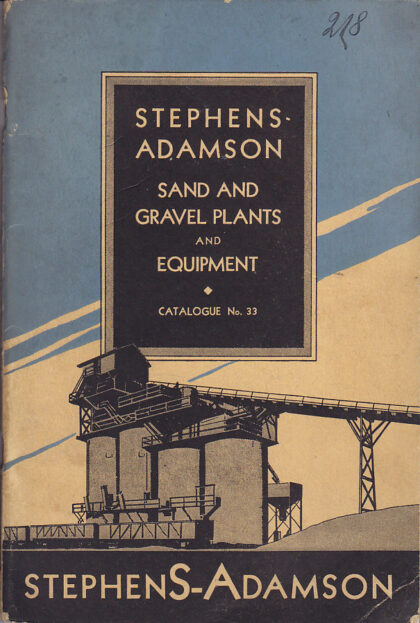 218
STEPHENS-
ADAMSON
SAND AND
GRAVEL PLANTS
AND
EQUIPMENT
CATALOGUE No. 33
STEPHENS-ADAMSON